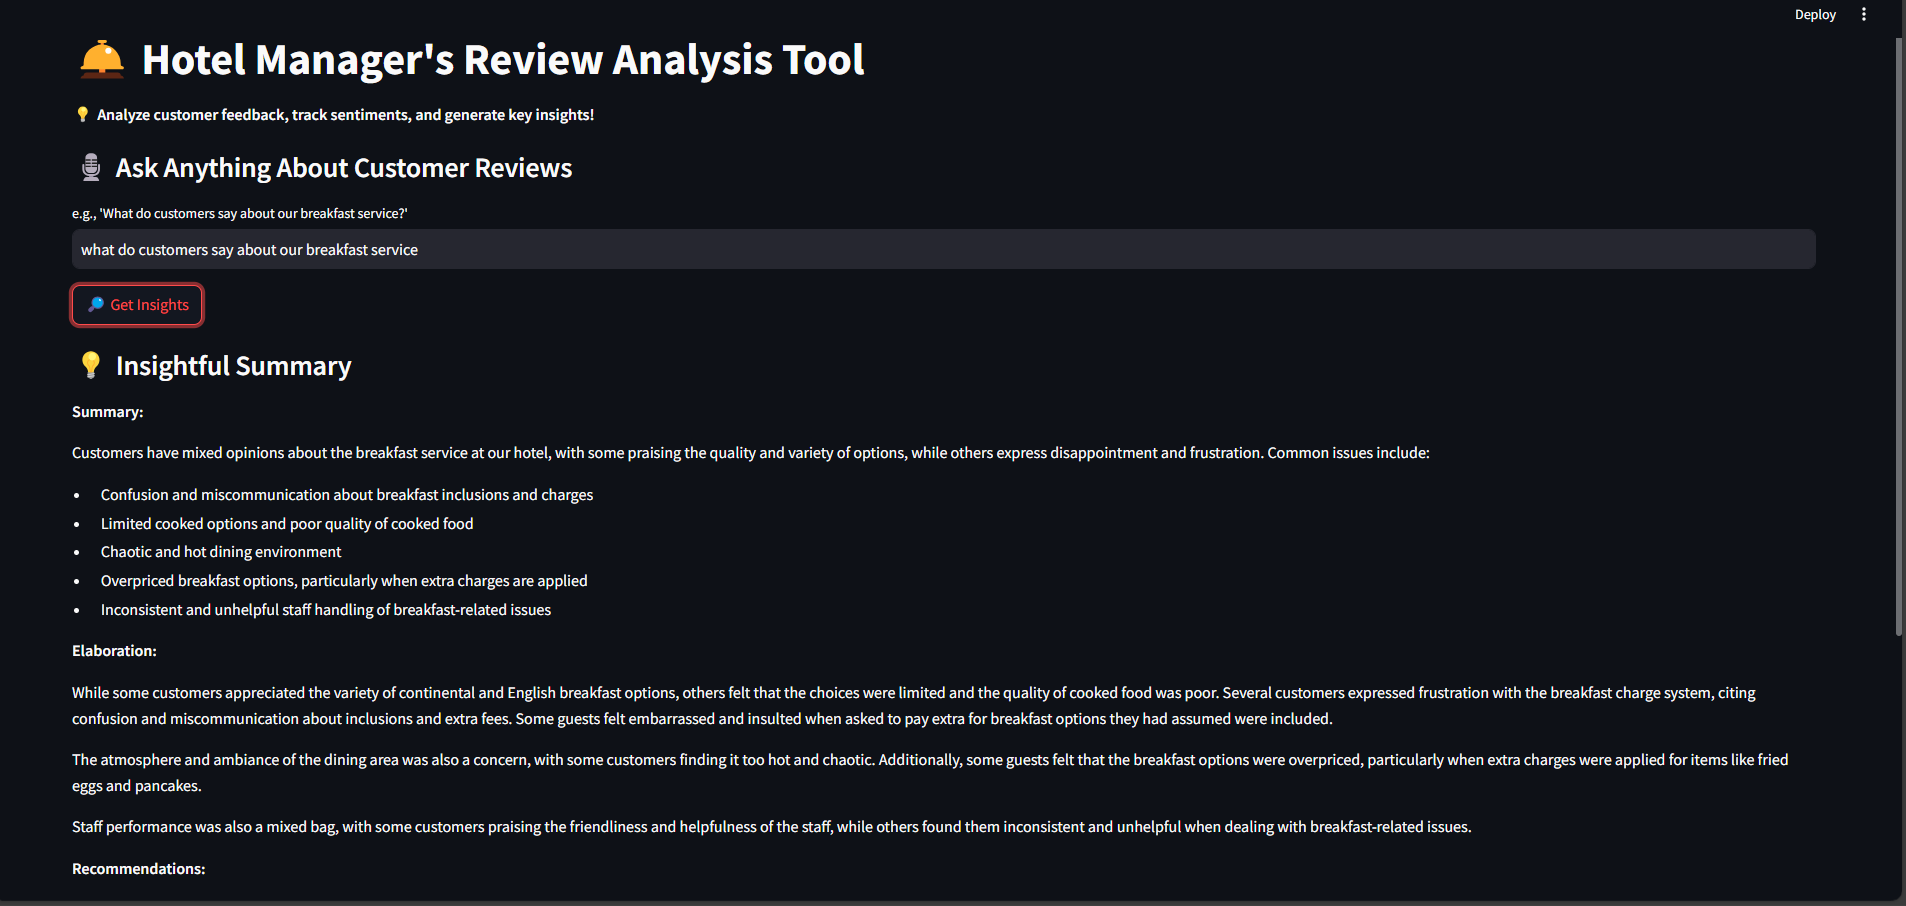 Deploy
Hotel Manager's Review Analysis Tool
Analyze customer feedback, track sentiments, and generate key insights!
Ask Anything About Customer Reviews
e.g., 'What do customers say about our breakfast service?'
what do customers say about our breakfast service
Get Insights
Insightful Summary
Summary:
Customers have mixed opinions about the breakfast service at our hotel, with some praising the quality and variety of options, while others express disappointment and frustration. Common issues include:
• Confusion and miscommunication about breakfast inclusions and charges
• Limited cooked options and poor quality of cooked food
• Chaotic and hot dining environment
• Overpriced breakfast options, particularly when extra charges are applied
• Inconsistent and unhelpful staff handling of breakfast-related issues
Elaboration:
While some customers appreciated the variety of continental and English breakfast options, others felt that the choices were limited and the quality of cooked food was poor. Several customers expressed frustration with the breakfast charge system, citing
confusion and miscommunication about inclusions and extra fees. Some guests felt embarrassed and insulted when asked to pay extra for breakfast options they had assumed were included.
The atmosphere and ambiance of the dining area was also a concern, with some customers finding it too hot and chaotic. Additionally, some guests felt that the breakfast options were overpriced, particularly when extra charges were applied for items like fried
eggs and pancakes.
Staff performance was also a mixed bag, with some customers praising the friendliness and helpfulness of the staff, while others found them inconsistent and unhelpful when dealing with breakfast-related issues.
Recommendations: